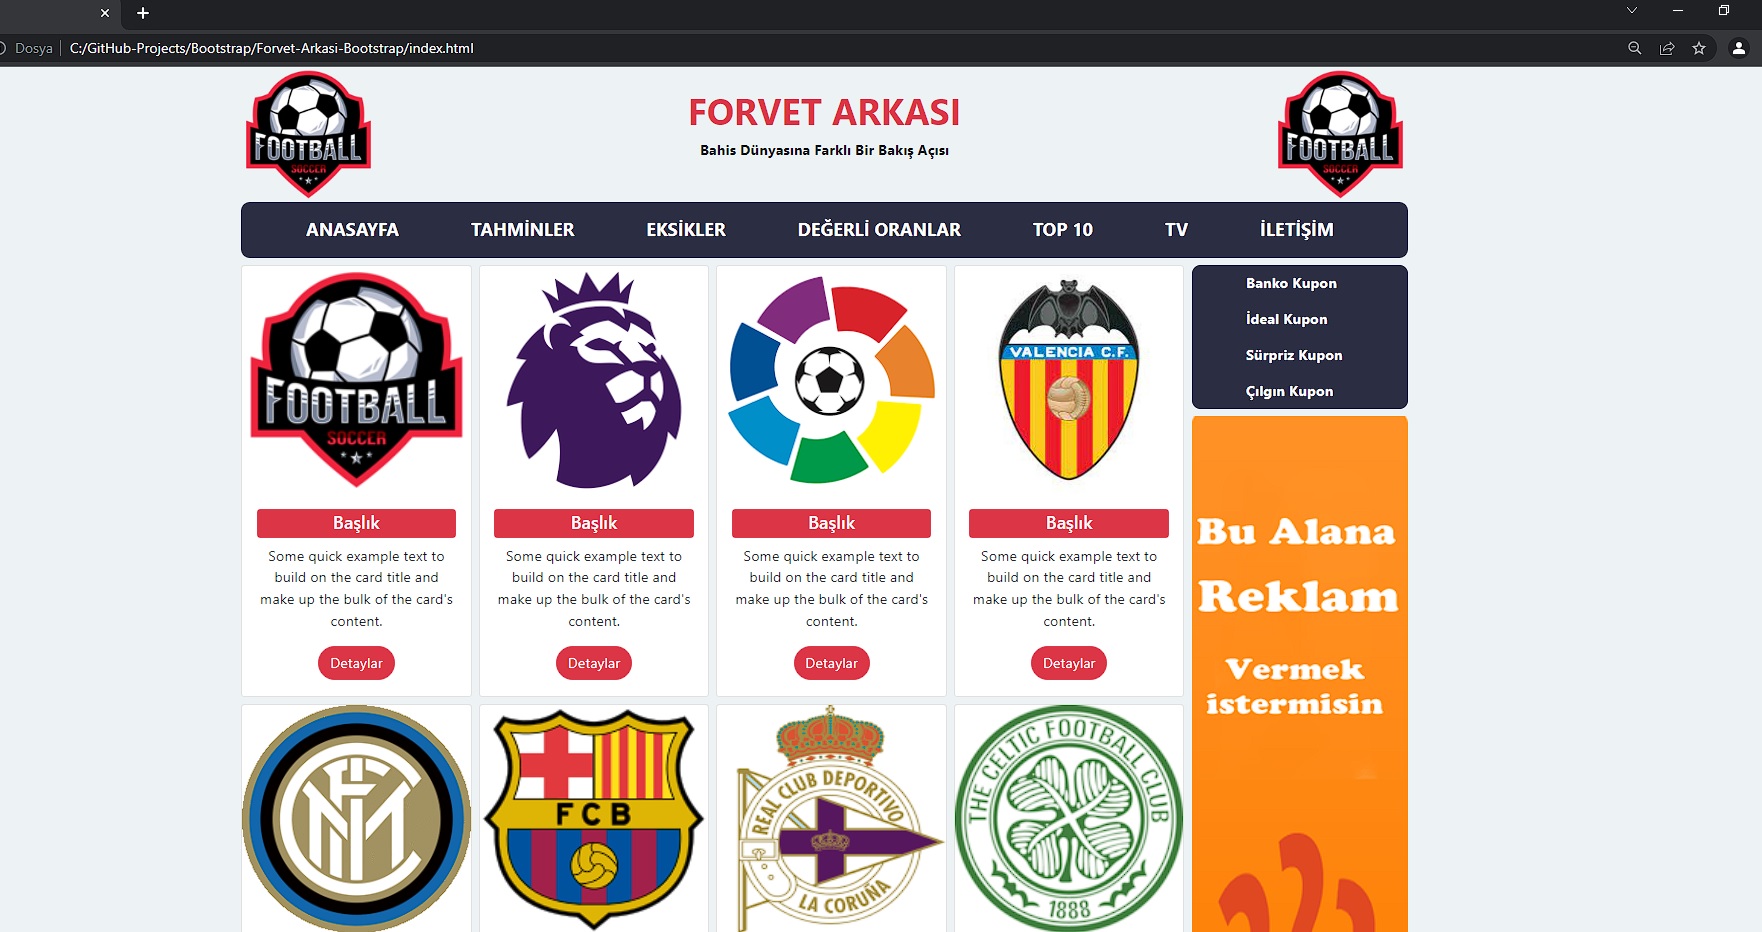 Dosya C:/GitHub-Projects/Bootstrap/Forvet-Arkasi-Bootstrap/index.html
FOOTBALL
SOCCER
FORVET ARKASI
Bahis Dünyasına Farklı Bir Bakış Açısı
FOOTBALL
SOCCER
ANASAYFA TAHMİNLER EKSİKLER DEĞERLİ ORANLAR TOP 10 TV İLETİŞİM
FOOTBALL
SOCCER
Başlık
Some quick example text to
build on the card title and
make up the bulk of the card's
content.
Detaylar
Başlık
Some quick example text to
build on the card title and
make up the bulk of the card's
content.
Detaylar
Başlık
Some quick example text to
build on the card title and
make up the bulk of the card's
content.
Detaylar
VALENCIA C.F.
Başlık
Some quick example text to
build on the card title and
make up the bulk of the card's
content.
Detaylar
Banko Kupon
İdeal Kupon
Sürpriz Kupon
Çılgın Kupon
Bu Alana
Reklam
Vermek
istermisin
FCIM
FCB
REAL CLUB DEPORTIVO
LA CORUÑA
THE CELTIC FOOTBALL CLUB
1888